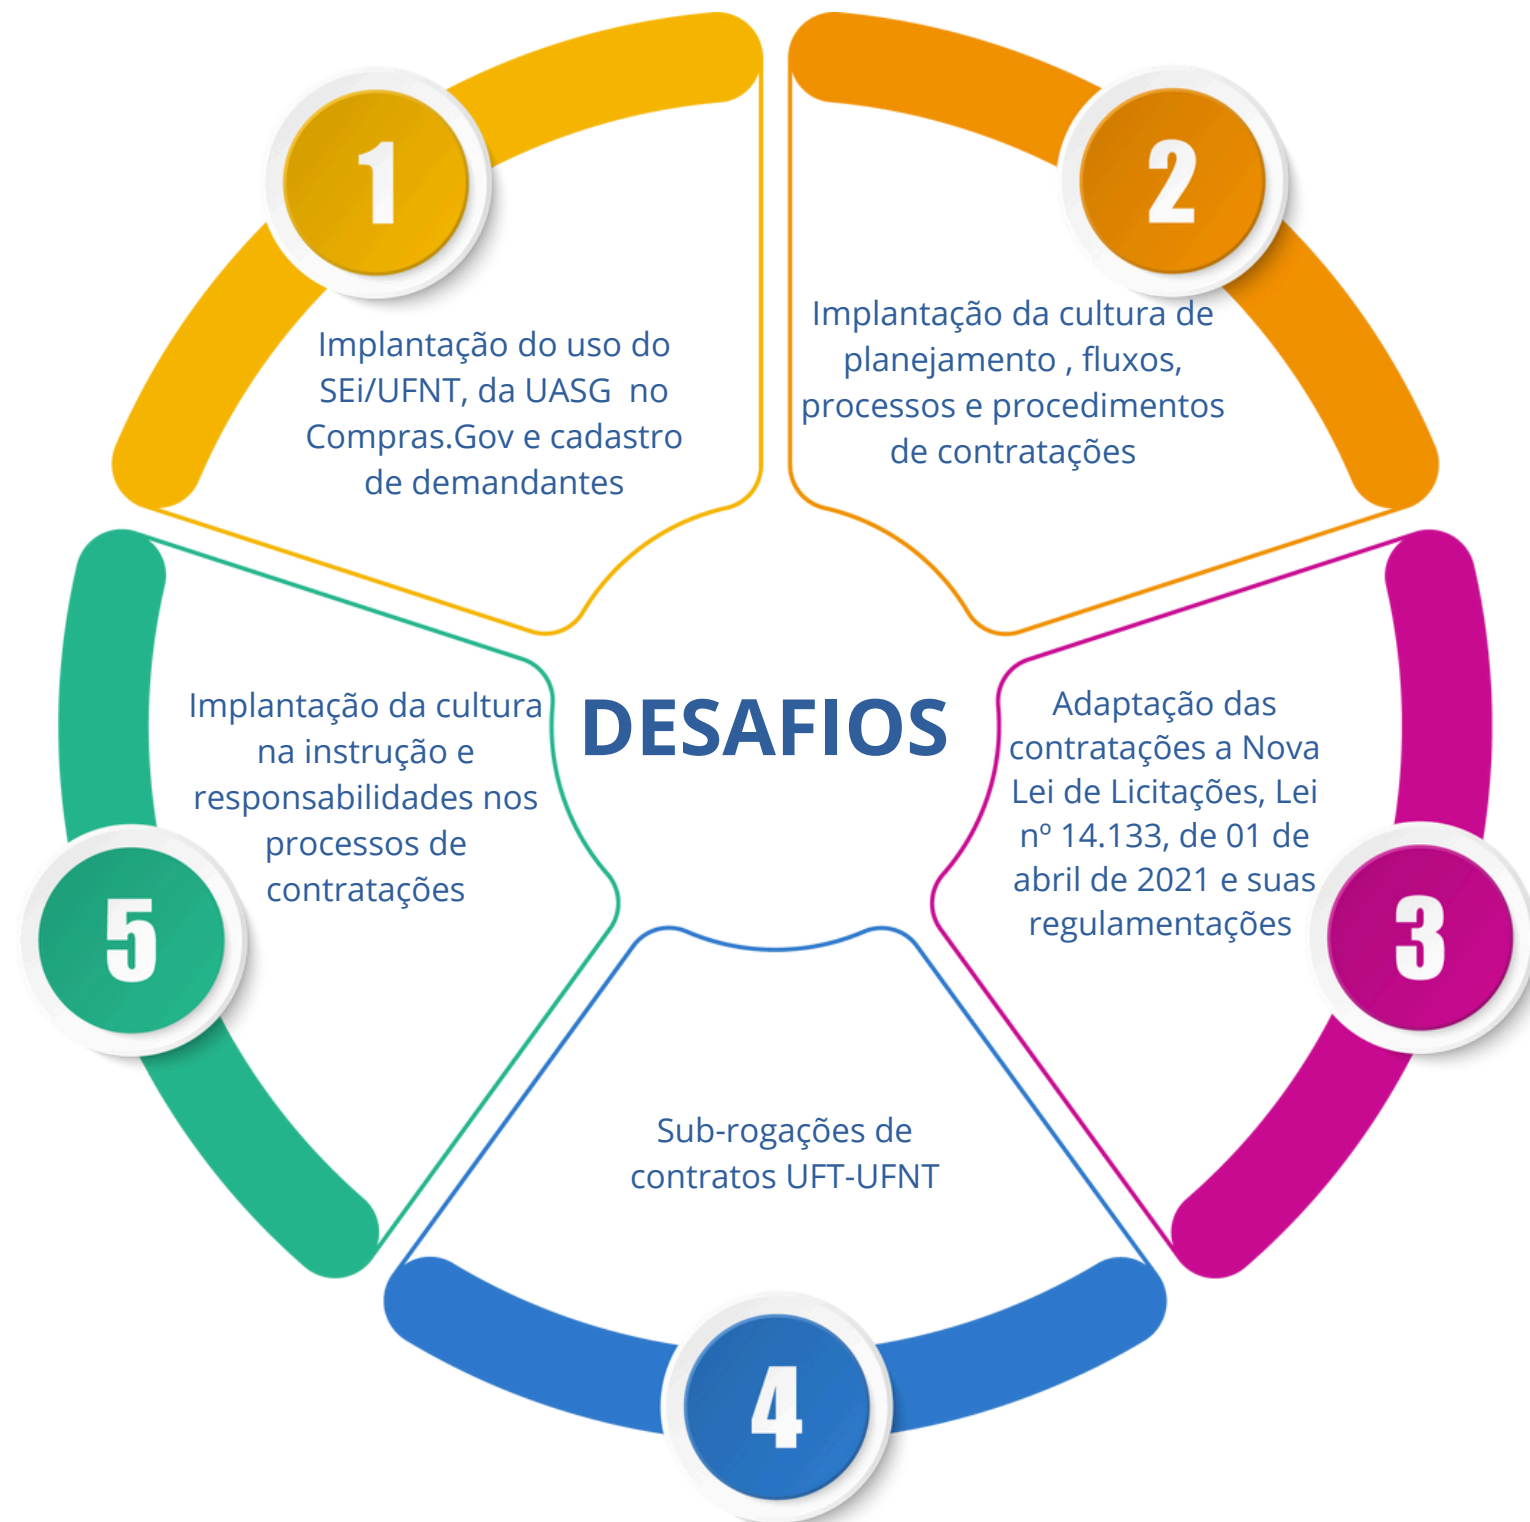 1
Implantação do uso do
SEi/UFNT, da UASG  no
Compras.Gov e cadastro
de demandantes
2
Implantação da cultura de
planejamento , fluxos,
processos e procedimentos
de contratações
DESAFIOS
3
Adaptação das
contratações a Nova
Lei de Licitações, Lei
nº 14.133, de 01 de
abril de 2021 e suas
regulamentações
4
Sub-rogações de
contratos UFT-UFNT
5
Implantação da cultura
na instrução e
responsabilidades nos
processos de
contratações